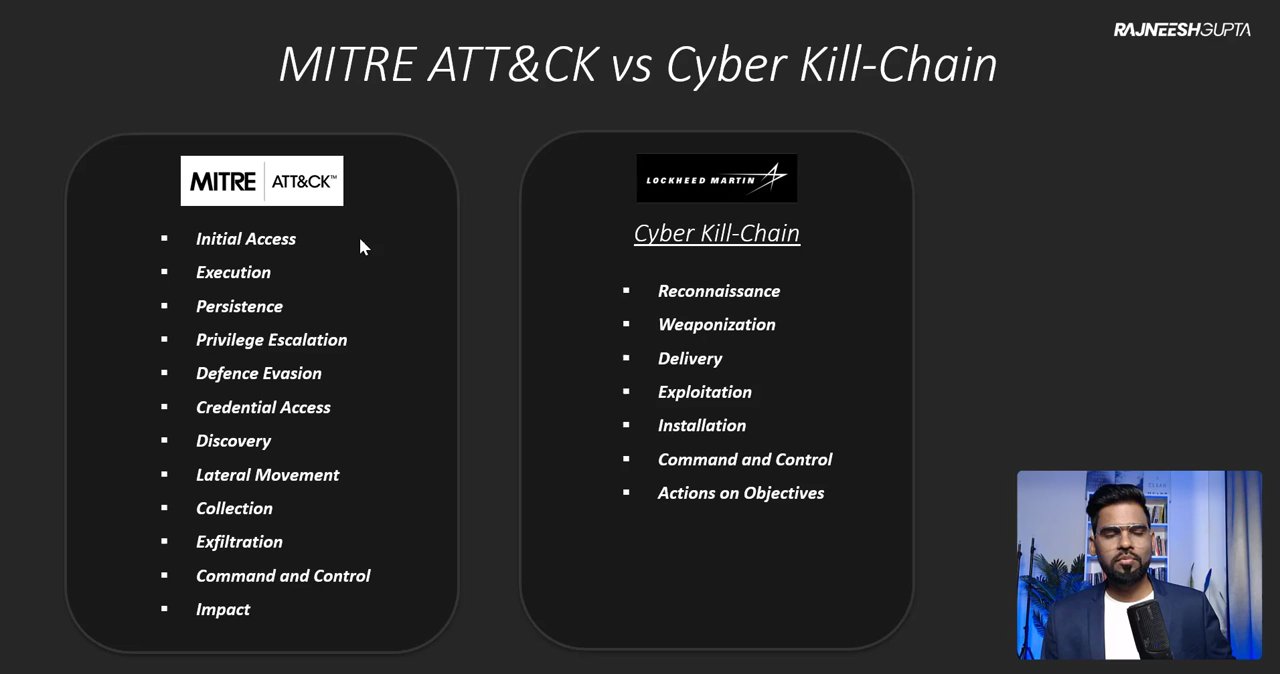 RAJNEESHGUPTA
MITRE ATT&CK vs Cyber Kill-Chain
MITRE ATT&CK™
Initial Access
Execution
Persistence
Privilege Escalation
Defence Evasion
Credential Access
Discovery
Lateral Movement
Collection
Exfiltration
Command and Control
Impact
LOCKHEED MARTIN
Cyber Kill-Chain
Reconnaissance
Weaponization
Delivery
Exploitation
Installation
Command and Control
Actions on Objectives